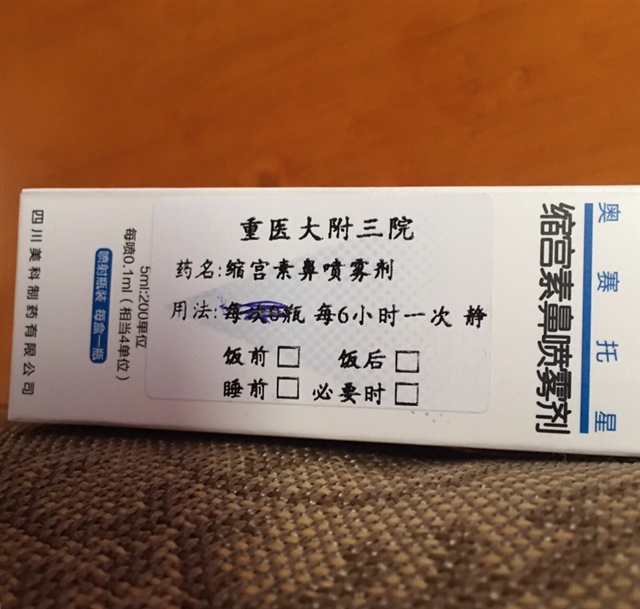 重医大附三院
药名:缩宫素鼻喷雾剂
用法:每次0瓶 每6小时一次 静
饭前□ 饭后□
睡前□ 必要时□
奥赛托星
缩宫素鼻喷雾剂
5ml:200单位
每喷0.1ml(相当4单位)
喷射瓶装 每盒一瓶
四川美科制药有限公司